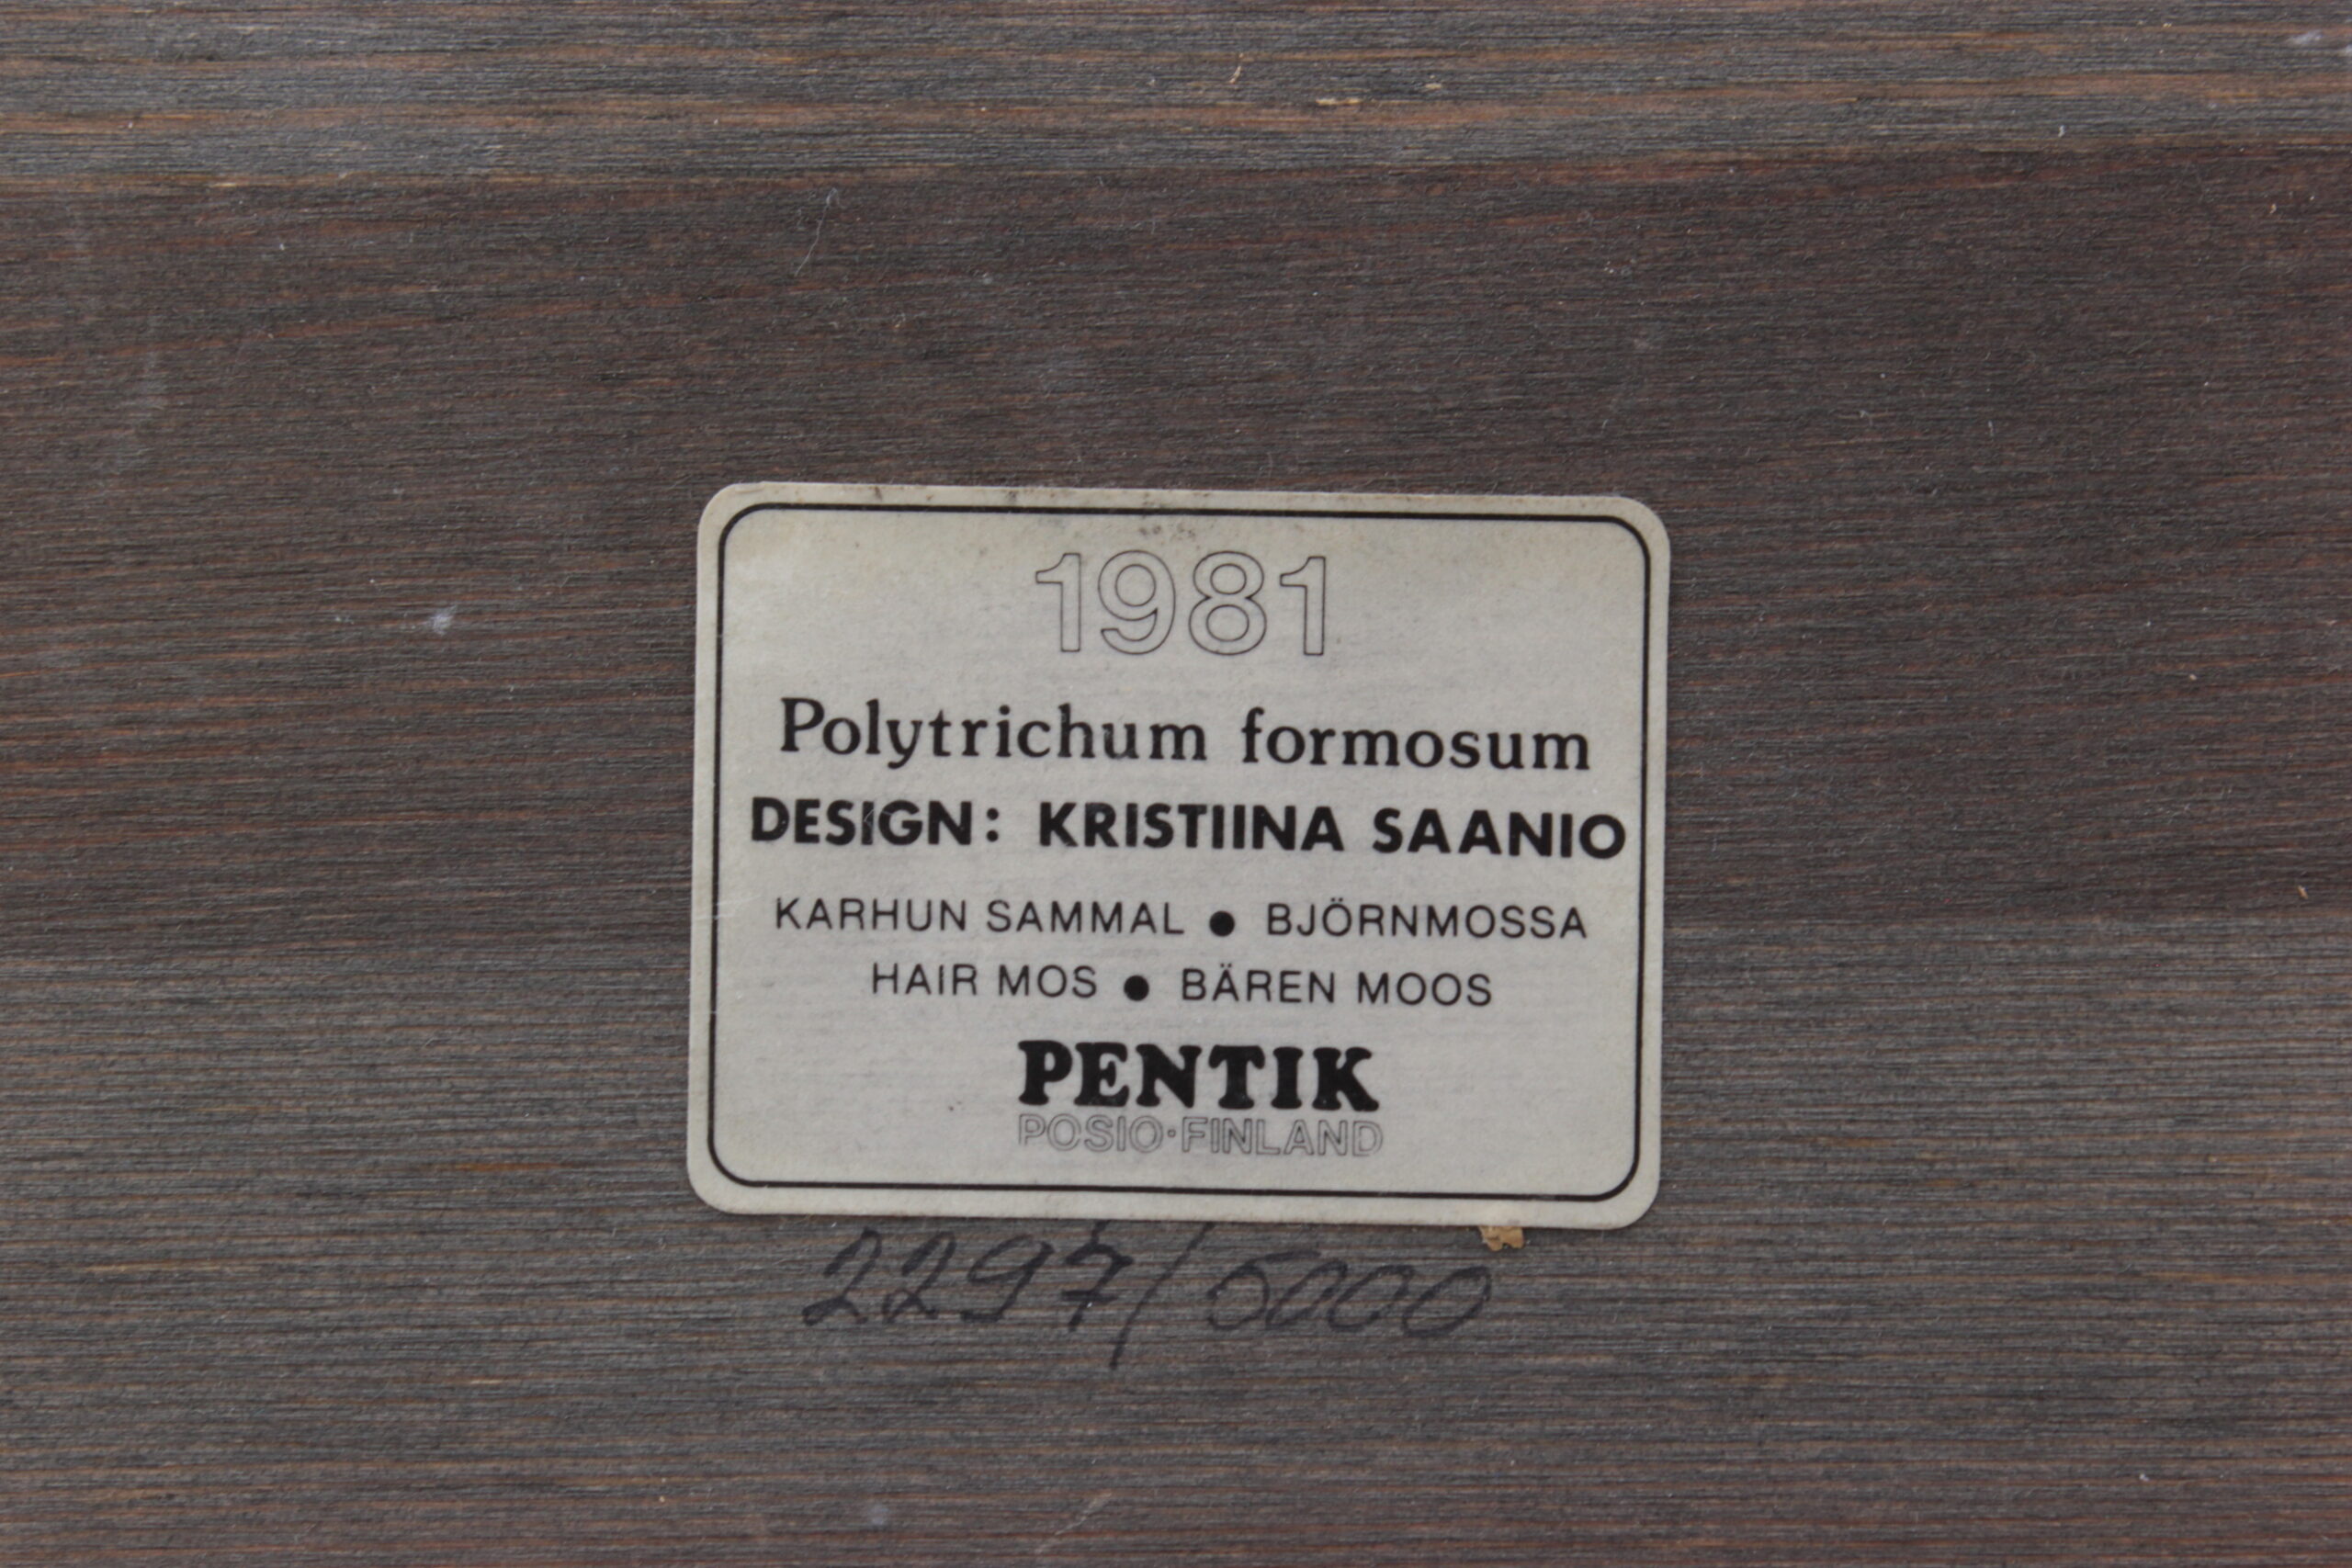 1981
Polytrichum formosum
DESIGN: KRISTIINA SAANIO
KARHUN SAMMAL ● BJÖRNMOSSA
HAIR MOS ● BÄREN MOOS
PENTIK
POSIO·FINLAND
2297/5000